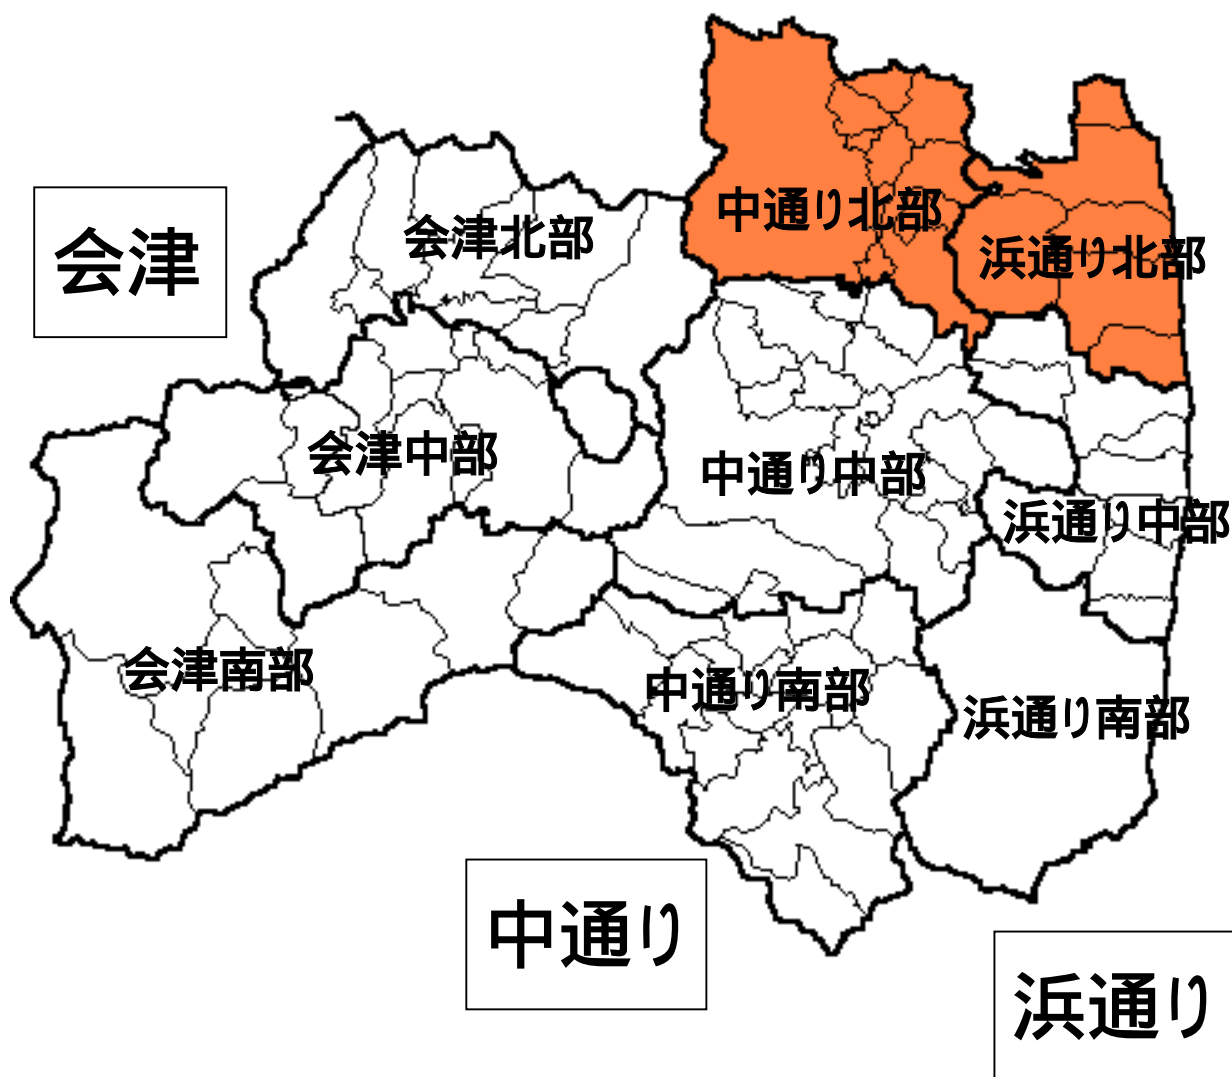 中通り北部
会津北部
浜通り北部
会津
会津中部
中通り中部
浜通り中部
会津南部
中通り南部
浜通り南部
中通り
浜通り